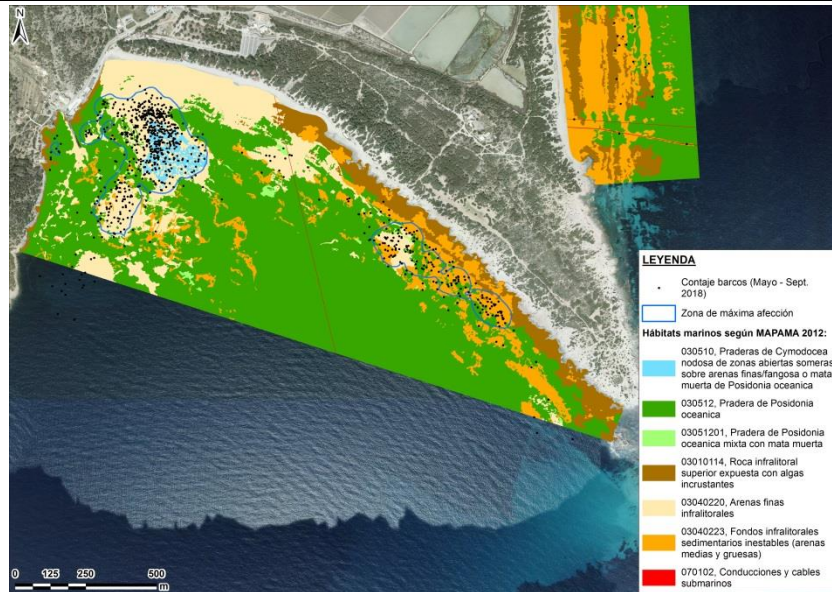 N
LEYENDA
Contaje barcos (Mayo - Sept.
2018)
Zona de máxima afección
Hábitats marinos según MAPAMA 2012:
030510, Praderas de Cymodocea
nodosa de zonas abiertas someras
sobre arenas finas/fangosa o mata
muerta de Posidonia oceanica
030512, Pradera de Posidonia
oceanica
03051201, Pradera de Posidonia
oceanica mixta con mata muerta
03010114, Roca infralitoral
superior expuesta con algas
incrustantes
03040220, Arenas finas
infralitorales
03040223, Fondos infralitorales
sedimentarios inestables (arenas
medias y gruesas)
070102, Conducciones y cables
submarinos
0 125 250 500
m